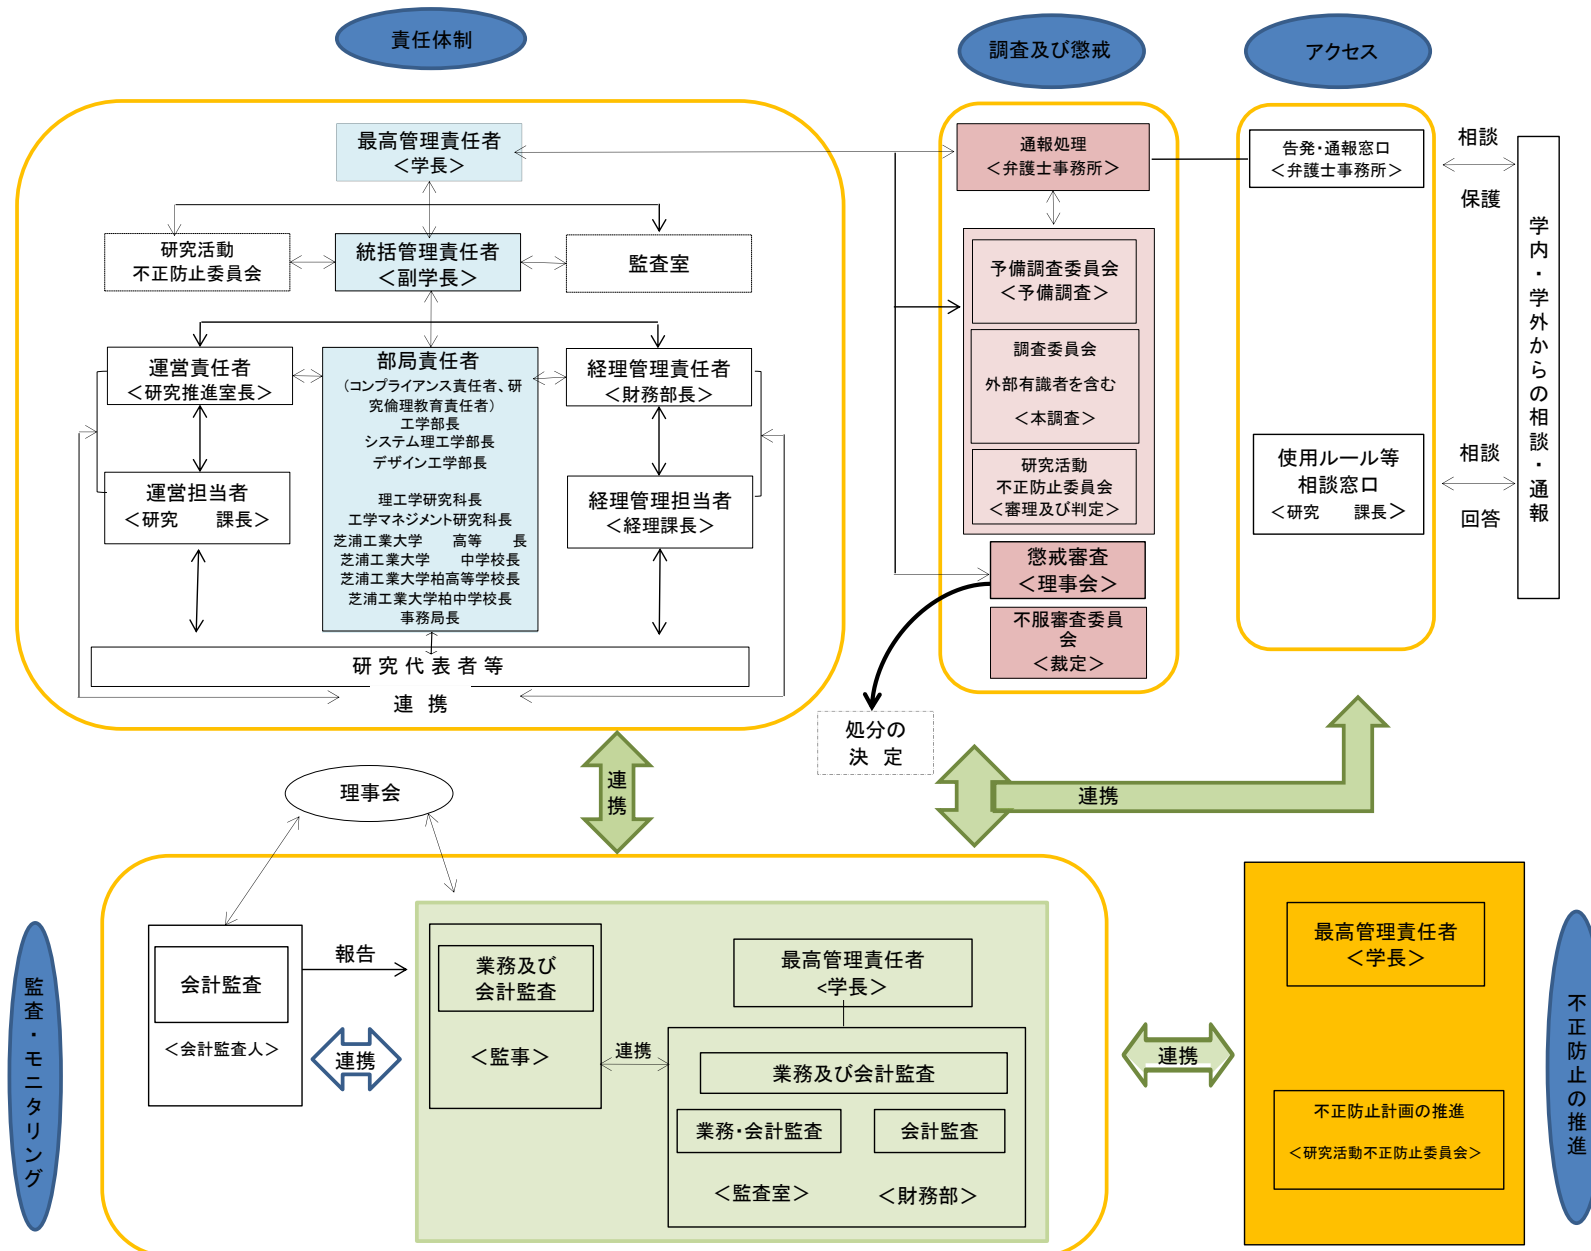 責任体制
調査及び懲戒
アクセス
最高管理責任者
＜学長＞
研究活動
不正防止委員会
統括管理責任者
＜副学長＞
監査室
運営責任者
＜研究推進室長＞
部局責任者
（コンプライアンス責任者、研
究倫理教育責任者）
工学部長
システム理工学部長
デザイン工学部長
理工学研究科長
工学マネジメント研究科長
芝浦工業大学　　高等　　長
芝浦工業大学　　中学校長
芝浦工業大学柏高等学校長
芝浦工業大学柏中学校長
事務局長
経理管理責任者
＜財務部長＞
運営担当者
＜研究　　課長＞
経理管理担当者
＜経理課長＞
研究代表者等
連　携
通報処理
＜弁護士事務所＞
予備調査委員会
＜予備調査＞
調査委員会
外部有識者を含む
＜本調査＞
研究活動
不正防止委員会
＜審理及び判定＞
懲戒審査
＜理事会＞
不服審査委員
会
＜裁定＞
処分の
決　定
告発・通報窓口
＜弁護士事務所＞
相談
保護
使用ルール等
相談窓口
＜研究　　課長＞
相談
回答
学内・学外からの相談・通報
連携
連携
理事会
監査・モニタリング
会計監査
＜会計監査人＞
報告
連携
業務及び
会計監査
＜監事＞
連携
最高管理責任者
<学長＞
業務及び会計監査
業務・会計監査
会計監査
＜監査室＞
＜財務部＞
連携
最高管理責任者
＜学長＞
不正防止計画の推進
＜研究活動不正防止委員会＞
不正防止の推進